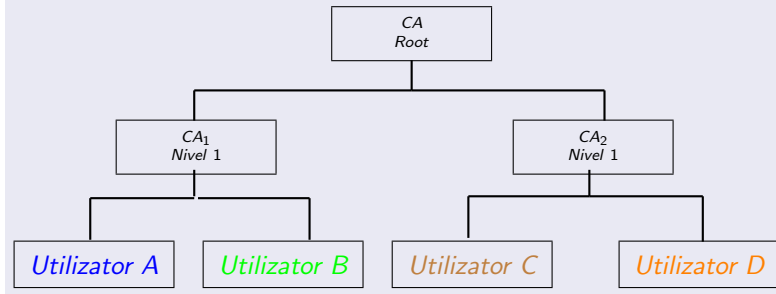 CA
Root
CA₁
Nivel 1
CA₂
Nivel 1
Utilizator A
Utilizator B
Utilizator C
Utilizator D